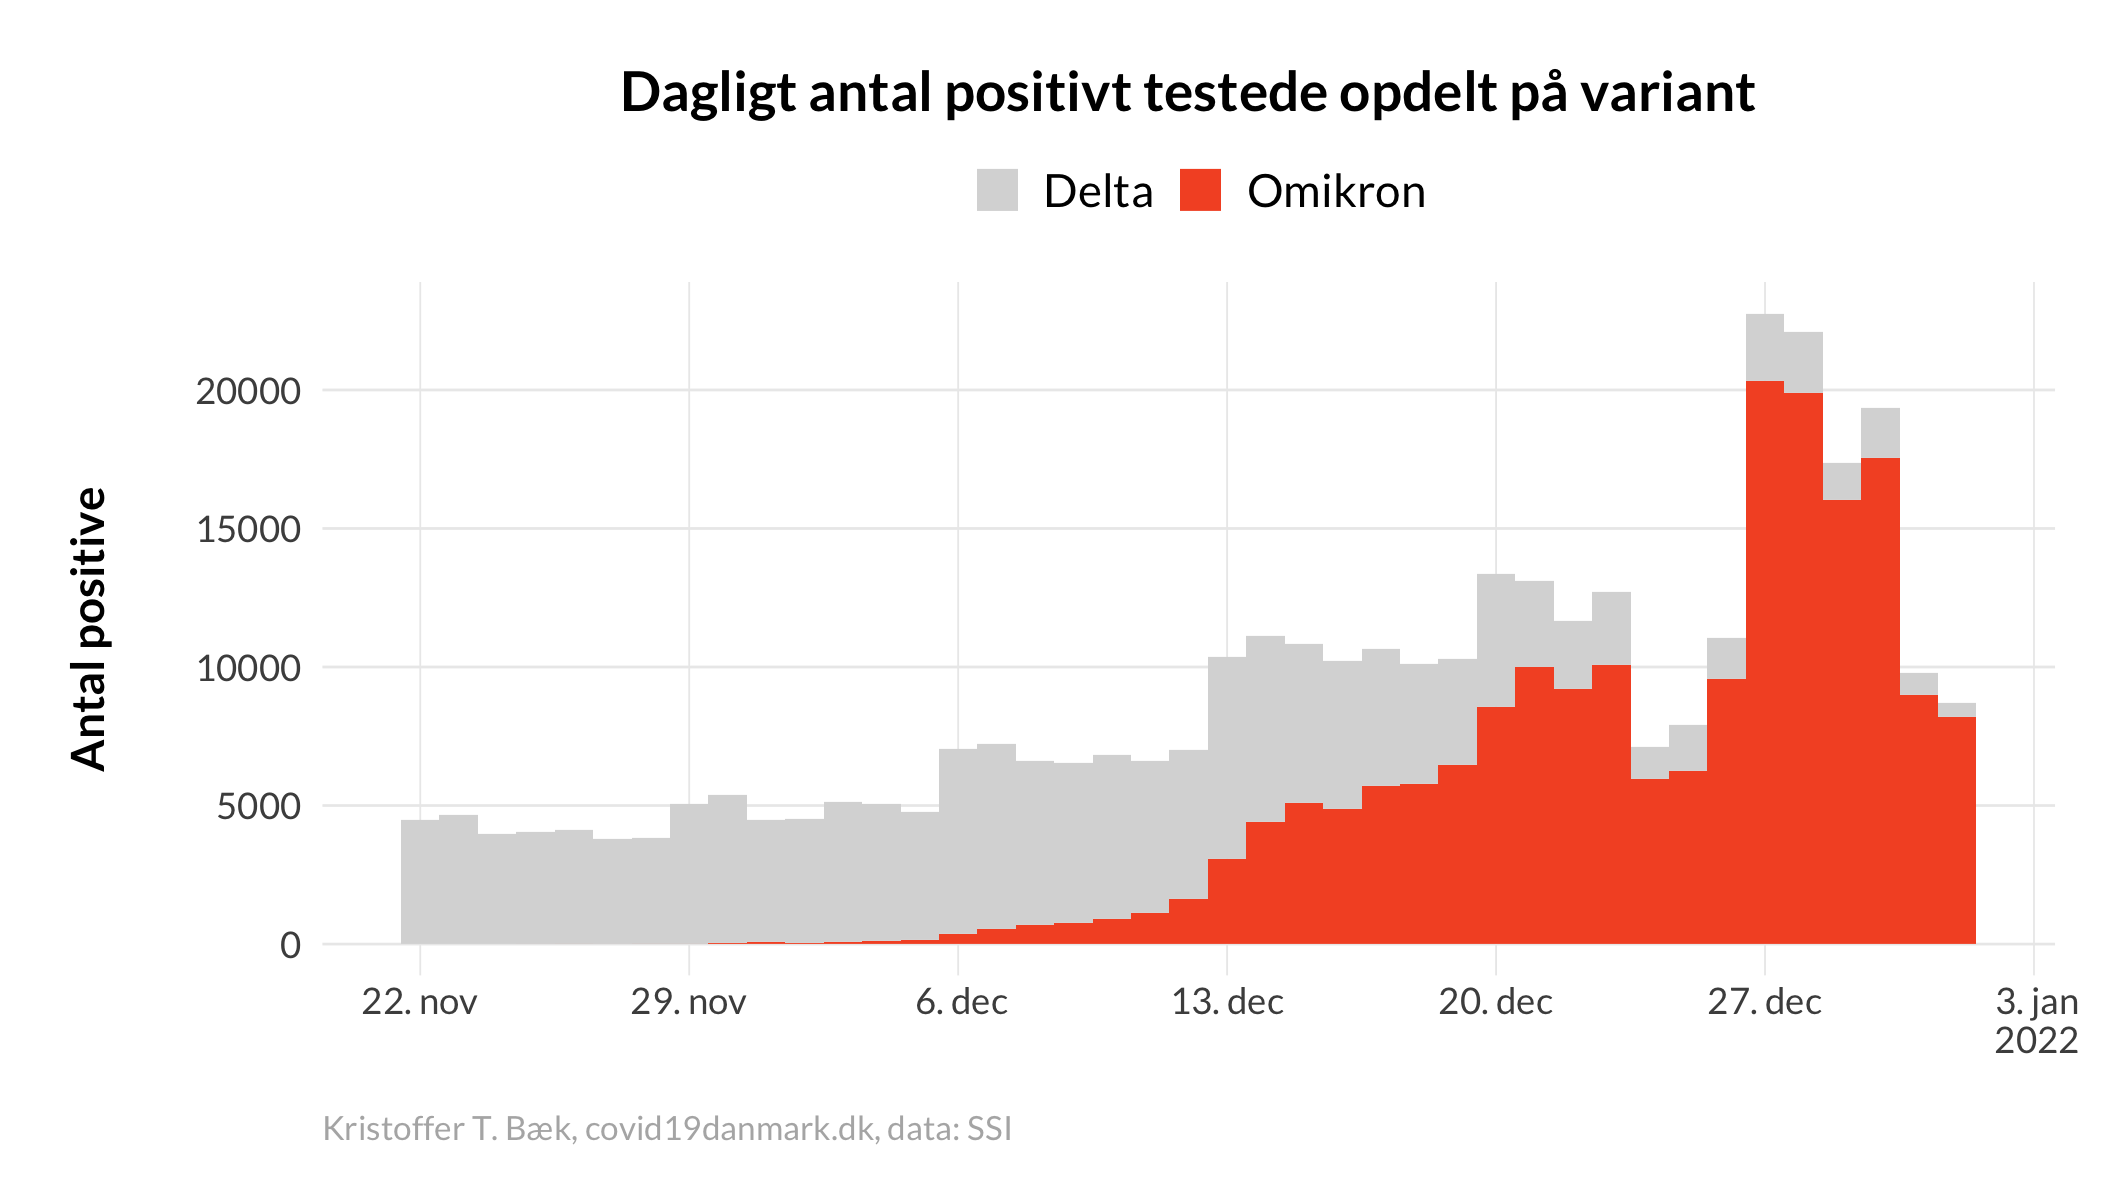 Dagligt antal positivt testede opdelt på variant
Delta
Omikron
Antal positive
20000
15000
10000
5000
0
22. nov
29. nov
6. dec
13. dec
20. dec
27. dec
3. jan
2022
Kristoffer T. Bæk, covid19danmark.dk, data: SSI